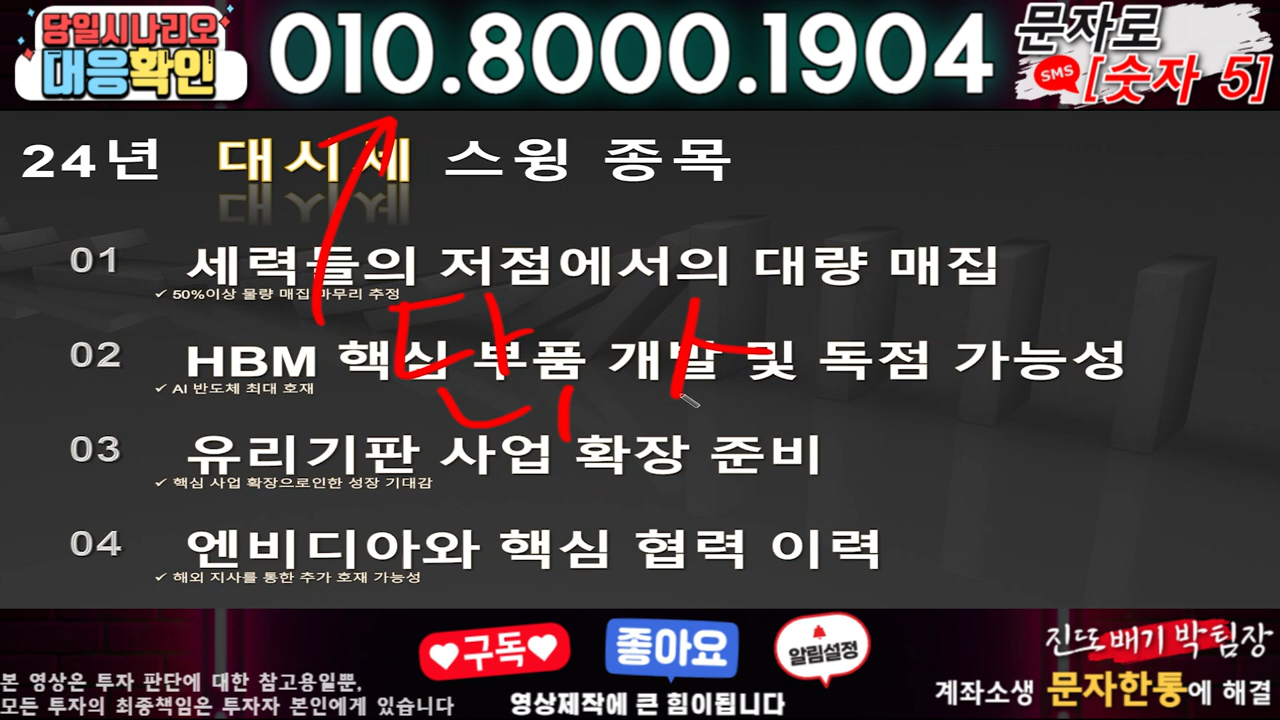 당일시나리오
대응확인
010.8000.1904
문자로
SMS [숫자 5]
24년 대시세 스윙 종목
01 세력들의 저점에서의 대량 매집
✓ 50%이상 물량 매집 마무리 추정
02 HBM 핵심 부품 개발 및 독점 가능성
✓ AI 반도체 최대 호재
03 유리기판 사업 확장 준비
✓ 핵심 사업 확장으로인한 성장 기대감
04 엔비디아와 핵심 협력 이력
✓ 해외 지사를 통한 추가 호재 가능성
구독
좋아요
알림설정
영상제작에 큰 힘이됩니다
본 영상은 투자 판단에 대한 참고용일뿐,
모든 투자의 최종책임은 투자자 본인에게 있습니다
진또배기 박팀장
계좌소생 문자한통에 해결